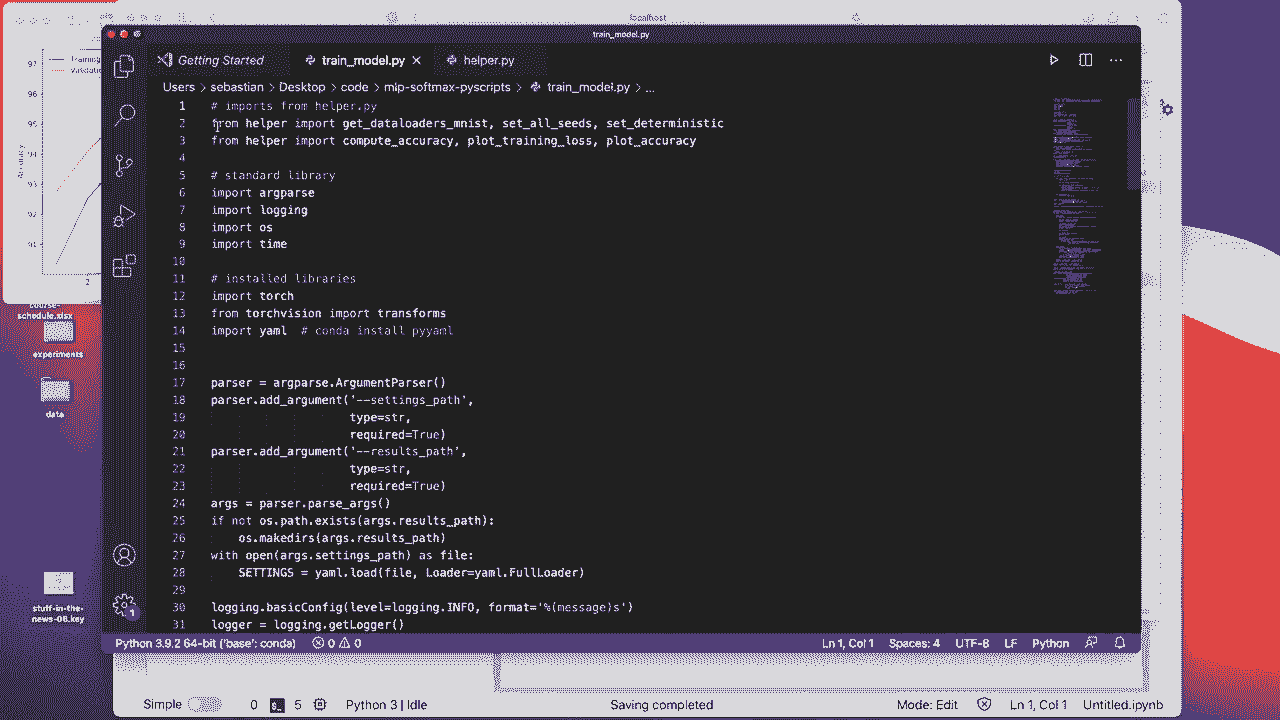 localhost
train_model.py
Getting Started
train_model.py
helper.py
Users > sebastian > Desktop > code > mlp-softmax-pyscripts > train_model.py > ...
1 # imports from helper.py
2 from helper import get_dataloaders_mnist, set_all_seeds, set_deterministic
3 from helper import plot_accuracy, plot_training_loss, epoch_accuracy
4
5 # standard library
6 import argparse
7 import logging
8 import os
9 import time
10
11 # installed libraries
12 import torch
13 from torchvision import transforms
14 import yaml  # conda install pyyaml
15
16
17 parser = argparse.ArgumentParser()
18 parser.add_argument('--settings_path',
19 type=str,
20 required=True)
21 parser.add_argument('--results_path',
22 type=str,
23 required=True)
24 args = parser.parse_args()
25 if not os.path.exists(args.results_path):
26 os.makedirs(args.results_path)
27 with open(args.settings_path) as file:
28 SETTINGS = yaml.load(file, Loader=yaml.FullLoader)
29
30 logging.basicConfig(level=logging.INFO, format='%(message)s')
31 logger = logging.getLogger()
Python 3.9.2 64-bit ('base': conda) 0 0 Ln 1, Col 1 Spaces: 4 UTF-8 LF Python
1
Simple 0 5 Python 3 | Idle Saving completed Mode: Edit Ln 1, Col 1 Untitled.ipynb
97
96
Training
Validation
2
schedule.xlsx
experiments
data
stuff-in-the-
news-06.key